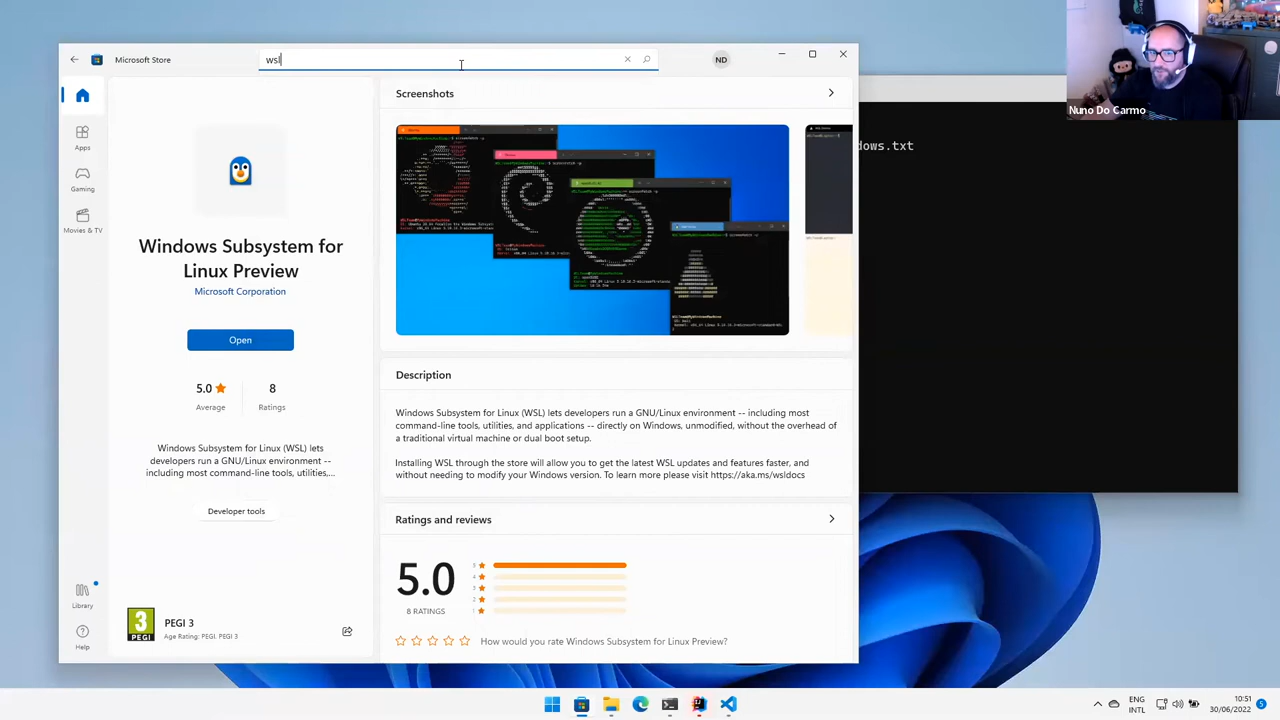 Microsoft Store
wsl
ND
Nuno Do Carmo
Apps
Gaming
Movies & TV
Library
Help
Windows Subsystem for
Linux Preview
Microsoft Corporation
Open
5.0
Average
8
Ratings
Windows Subsystem for Linux (WSL) lets
developers run a GNU/Linux environment --
including most command-line tools, utilities,...
Developer tools
3
PEGI
PEGI 3
Age Rating: PEGI. PEGI 3
Screenshots
Description
Windows Subsystem for Linux (WSL) lets developers run a GNU/Linux environment -- including most
command-line tools, utilities, and applications -- directly on Windows, unmodified, without the overhead of
a traditional virtual machine or dual boot setup.
Installing WSL through the store will allow you to get the latest WSL updates and features faster, and
without needing to modify your Windows version. To learn more please visit https://aka.ms/wsldocs
Ratings and reviews
5.0
8 RATINGS
5
4
3
2
1
How would you rate Windows Subsystem for Linux Preview?
dows.txt
ENG
INTL
10:51
30/06/2022
5